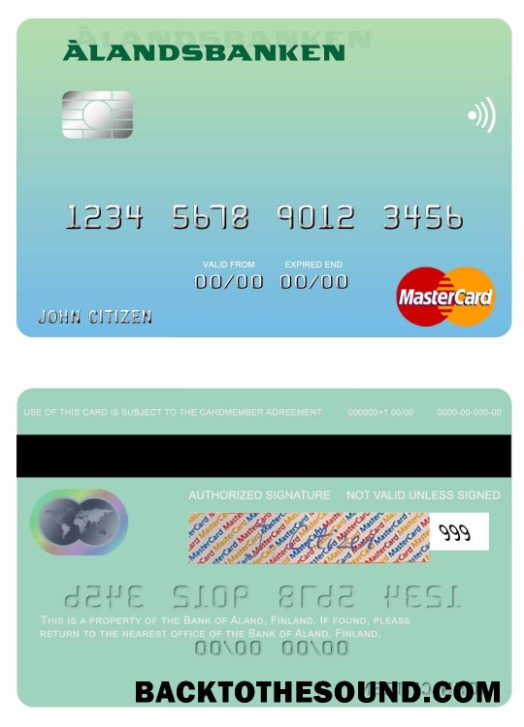 ÅLANDSBANKEN
1234 5678 9012 3456
VALID FROM EXPIRED END
00/00 00/00
JOHN CITIZEN
MasterCard
USE OF THIS CARD IS SUBJECT TO THE CARDMEMBER AGREEMENT 000000+1 00/00 0000-00-000-00
AUTHORIZED SIGNATURE NOT VALID UNLESS SIGNED
999
THIS IS A PROPERTY OF THE BANK OF ALAND, FINLAND. IF FOUND, PLEASE
RETURN TO THE NEAREST OFFICE OF THE BANK OF ALAND, FINLAND.
00/00 00/00
BACKTOTHESOUND.COM